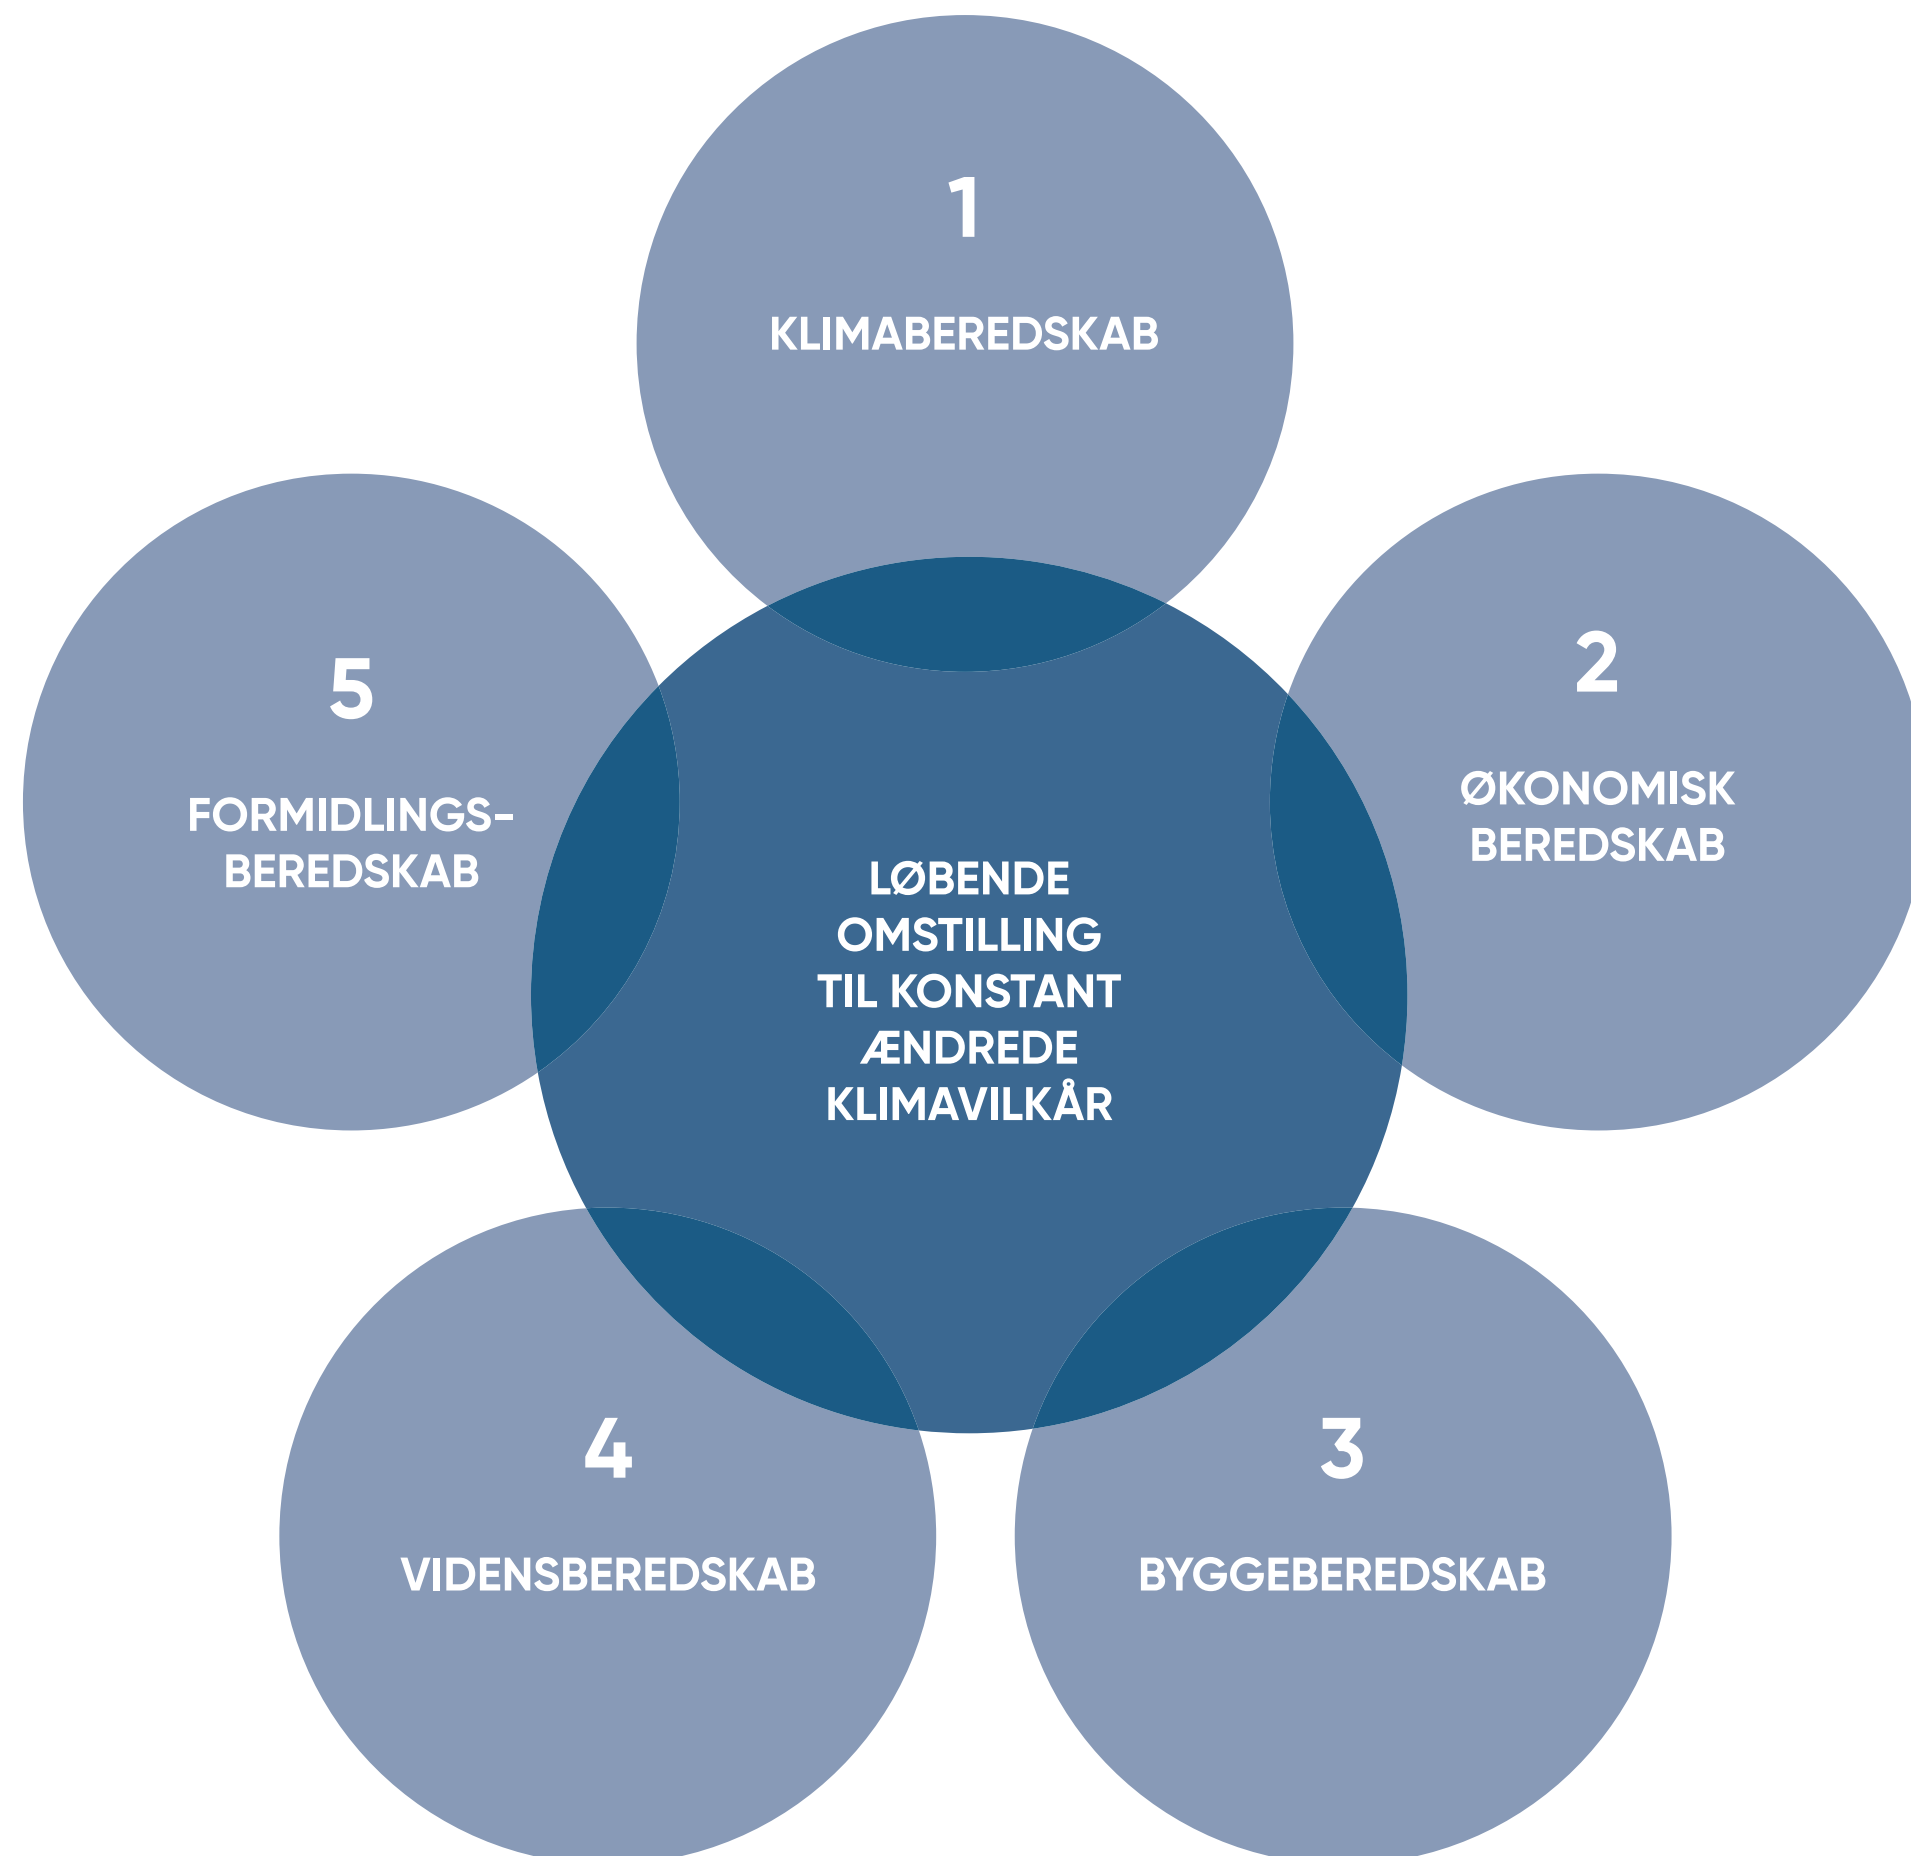 1
KLIMABEREDSKAB
2
ØKONOMISK
BEREDSKAB
3
BYGGEBEREDSKAB
4
VIDENSBEREDSKAB
5
FORMIDLINGS-
BEREDSKAB
LØBENDE
OMSTILLING
TIL KONSTANT
ÆNDREDE
KLIMAVILKÅR